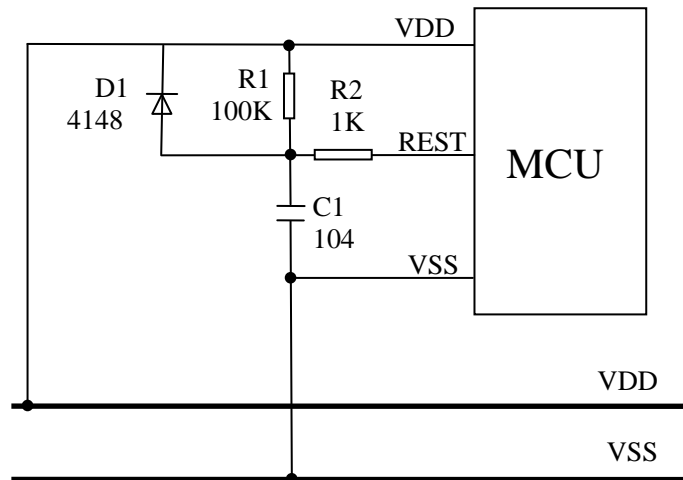 VDD
D1
4148
R1
100K
R2
1K
REST
MCU
C1
104
VSS
VDD
VSS